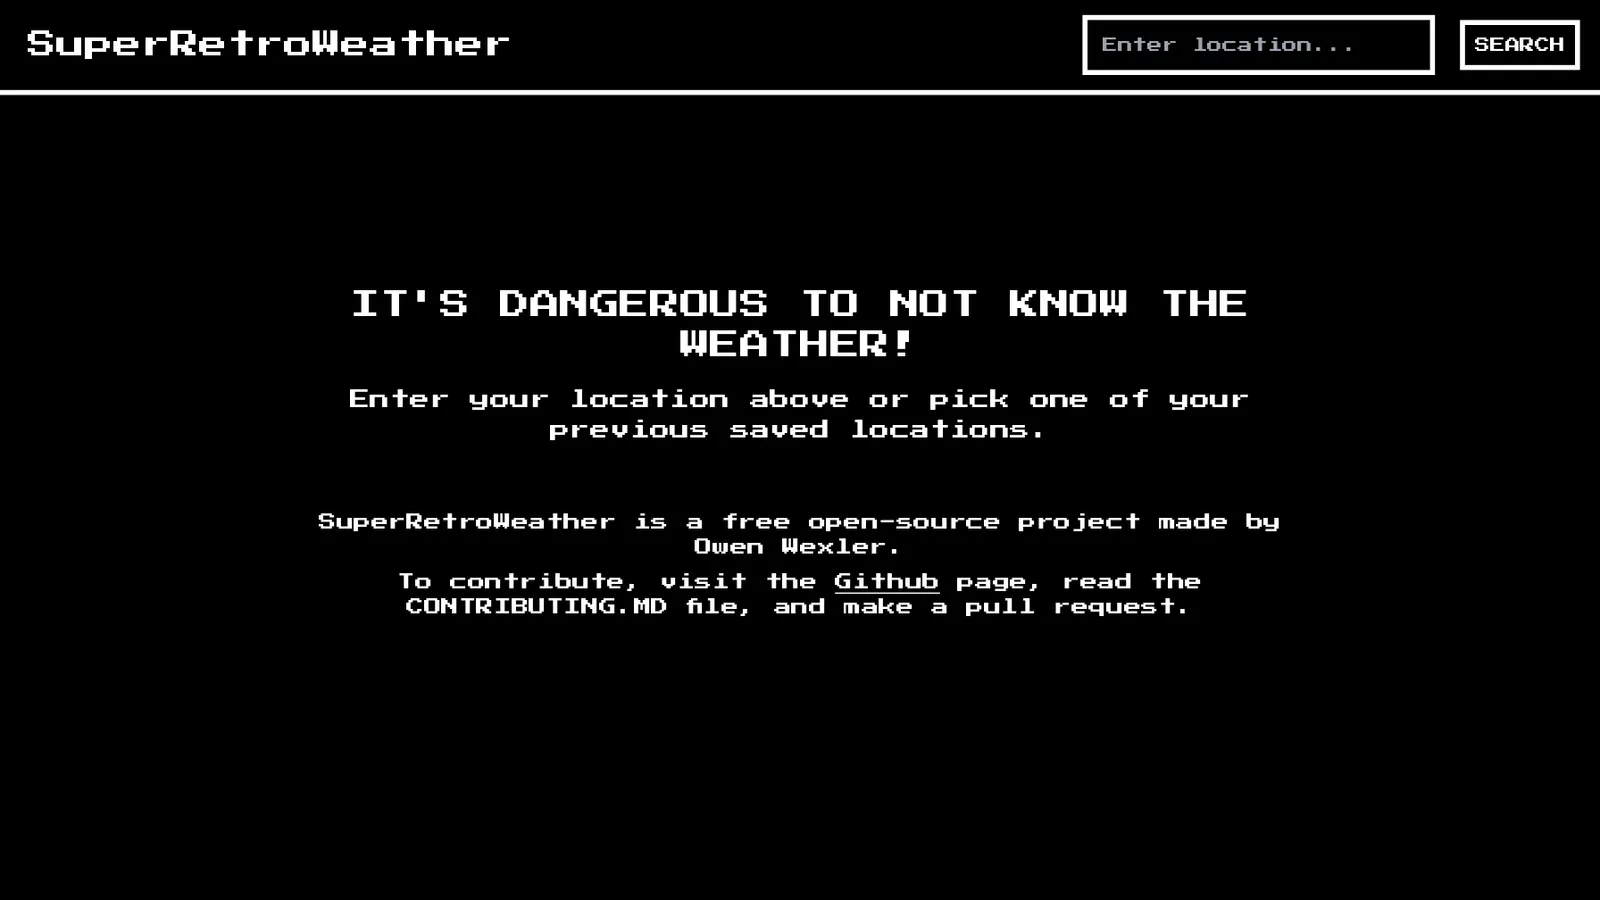 SuperRetroWeather
Enter location...
SEARCH
IT'S DANGEROUS TO NOT KNOW THE
WEATHER!
Enter your location above or pick one of your
previous saved locations.
SuperRetroWeather is a free open-source project made by
Owen Wexler.
To contribute, visit the Github page, read the
CONTRIBUTING.MD file, and make a pull request.